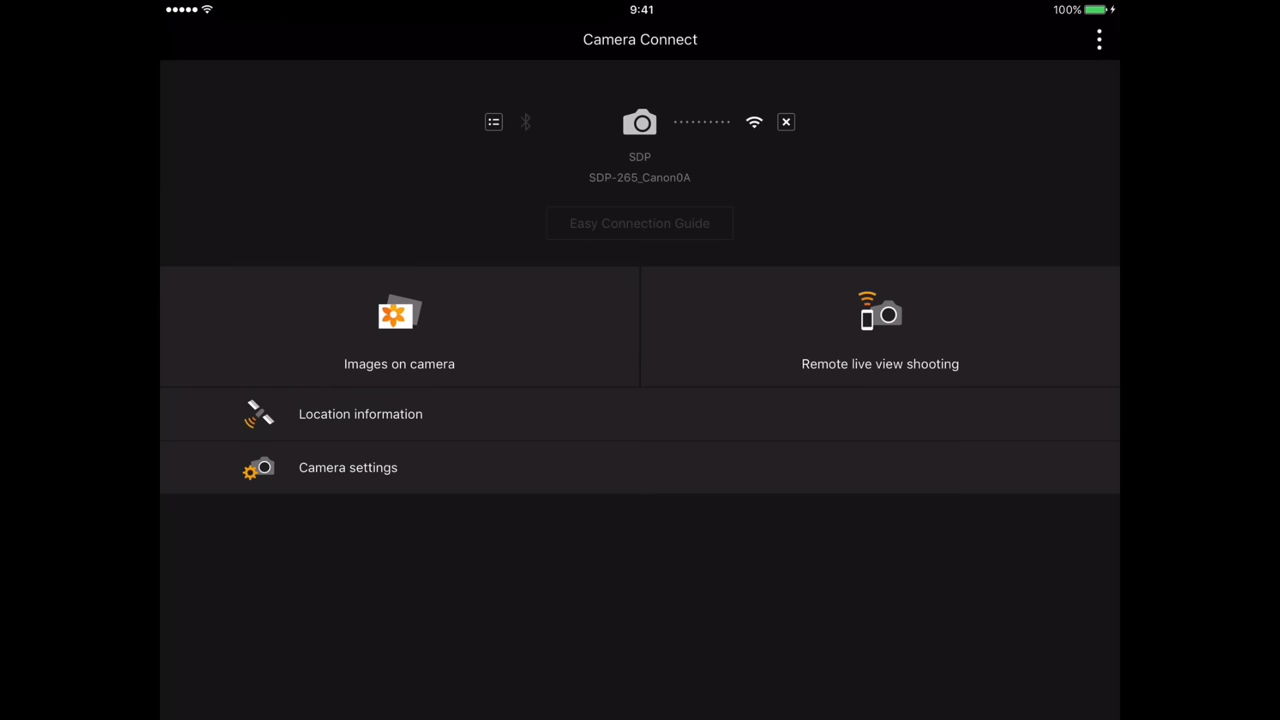 9:41
100%
Camera Connect
SDP
SDP-265_Canon0A
Easy Connection Guide
Images on camera
Remote live view shooting
Location information
Camera settings